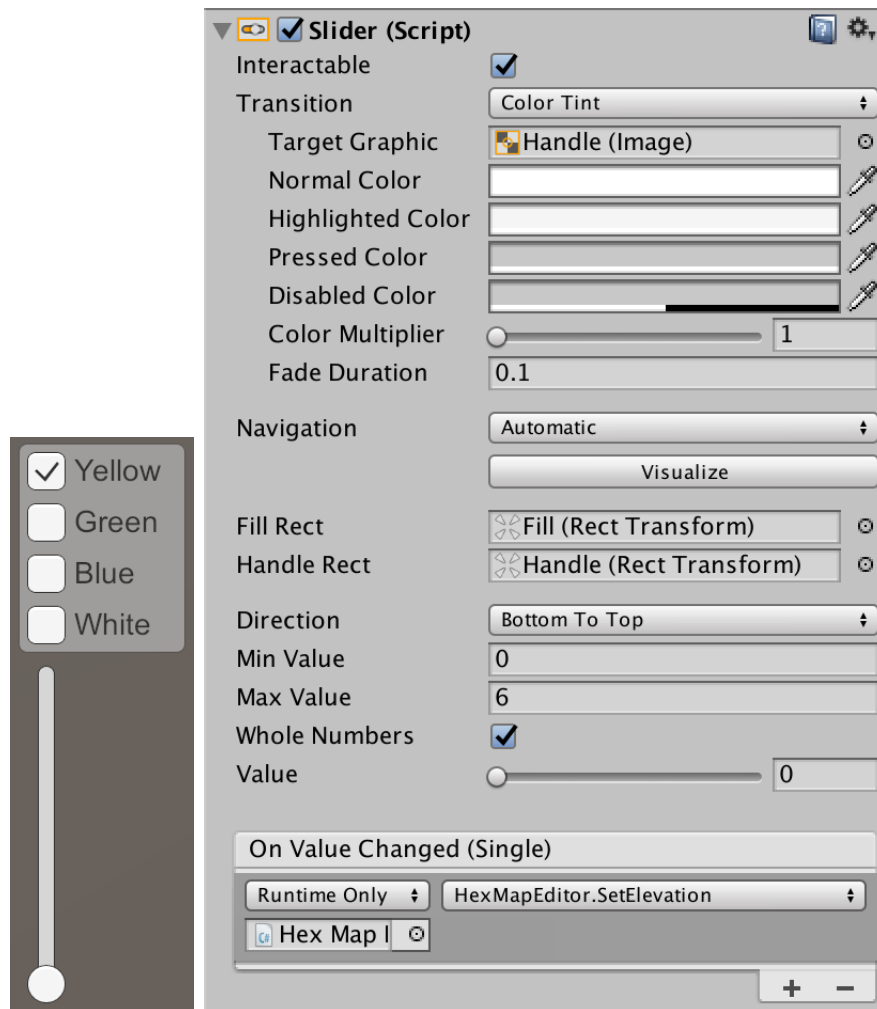 Yellow
Green
Blue
White
Slider (Script)
Interactable
Transition Color Tint
Target Graphic Handle (Image)
Normal Color
Highlighted Color
Pressed Color
Disabled Color
Color Multiplier 1
Fade Duration 0.1
Navigation Automatic
Visualize
Fill Rect Fill (Rect Transform)
Handle Rect Handle (Rect Transform)
Direction Bottom To Top
Min Value 0
Max Value 6
Whole Numbers
Value 0
On Value Changed (Single)
Runtime Only HexMapEditor.SetElevation
Hex Map